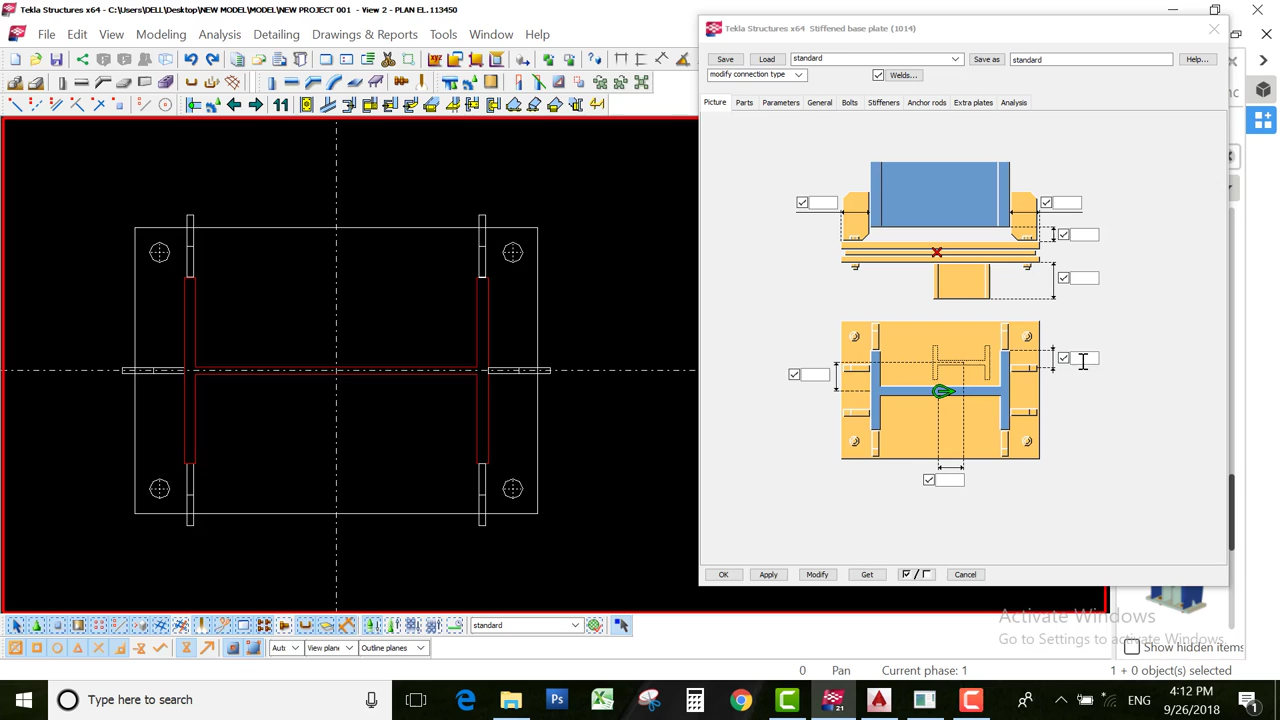 TEKLA STRUCTURES x64 - C:\USERS\DELL\DESKTOP\NEW MODEL\MODEL\NEW PROJECT 001 - View 2 - PLAN EL.113450
File Edit View Modeling Analysis Detailing Drawings & Reports Tools Window Help
Tekla Structures x64 Stiffened base plate (1014)
Save Load standard Save as standard Help...
modify connection type Welds...
Picture Parts Parameters General Bolts Stiffeners Anchor rods Extra plates Analysis
OK Apply Modify Get / Cancel
Activate Windows
Go to Settings to activate Windows.
standard
View plane Outline planes
Show hidden items
0 Pan Current phase: 1 1 + 0 object(s) selected
Type here to search
ENG
4:12 PM
9/26/2018